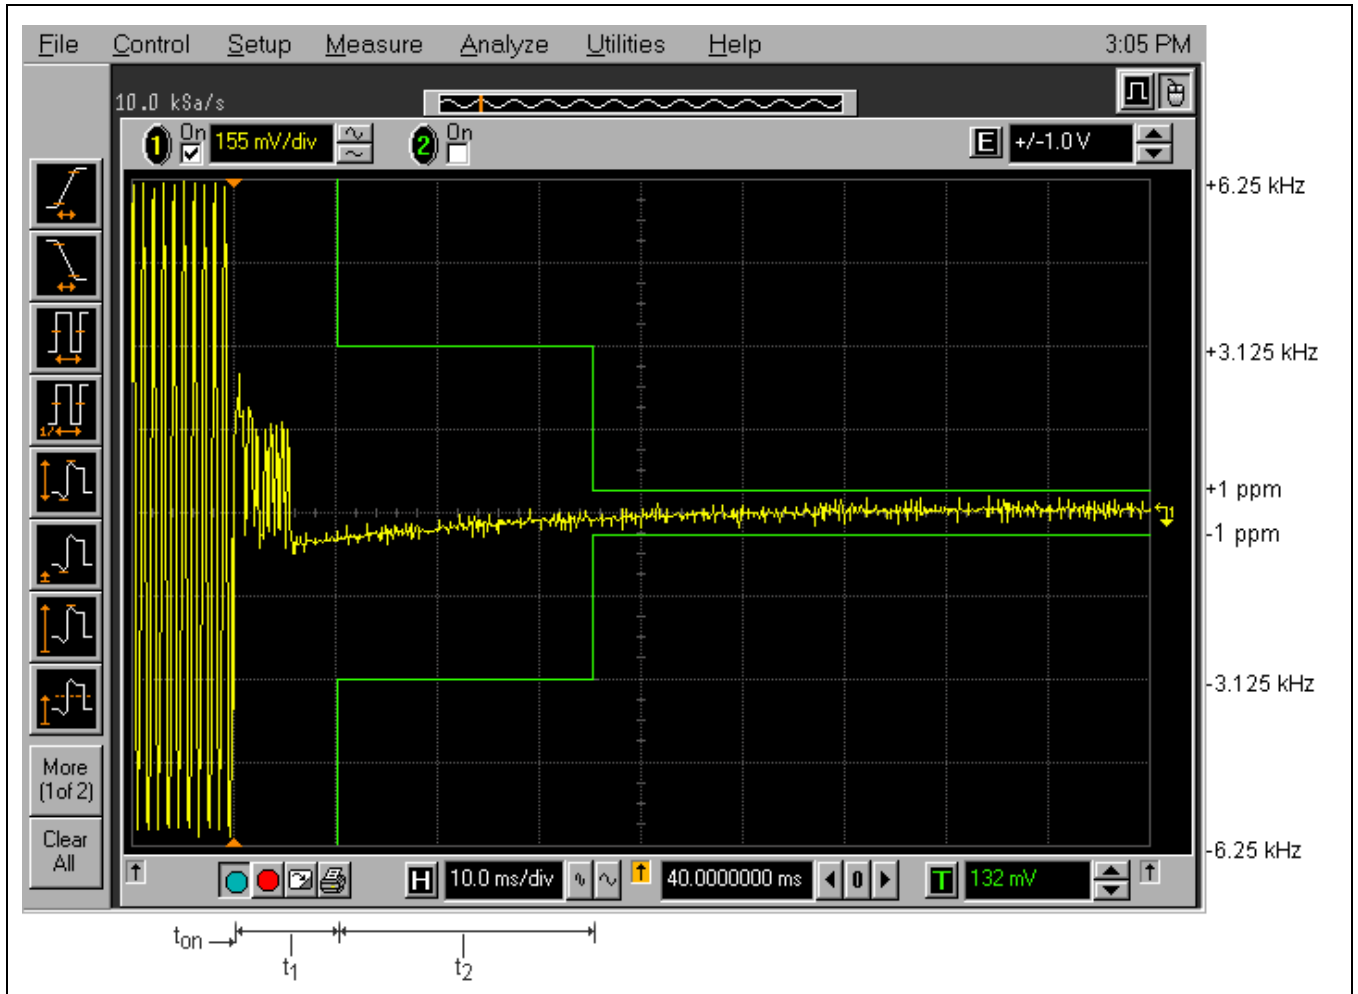 File Control Setup Measure Analyze Utilities Help 3:05 PM
10.0 kSa/s
1 On 155 mV/div 2 On E +/-1.0 V
+6.25 kHz
+3.125 kHz
+1 ppm
-1 ppm
-3.125 kHz
-6.25 kHz
1/
More
(1of 2)
Clear
All
H 10.0 ms/div 40.0000000 ms 0 T 132 mV
1
ton
t1
t2